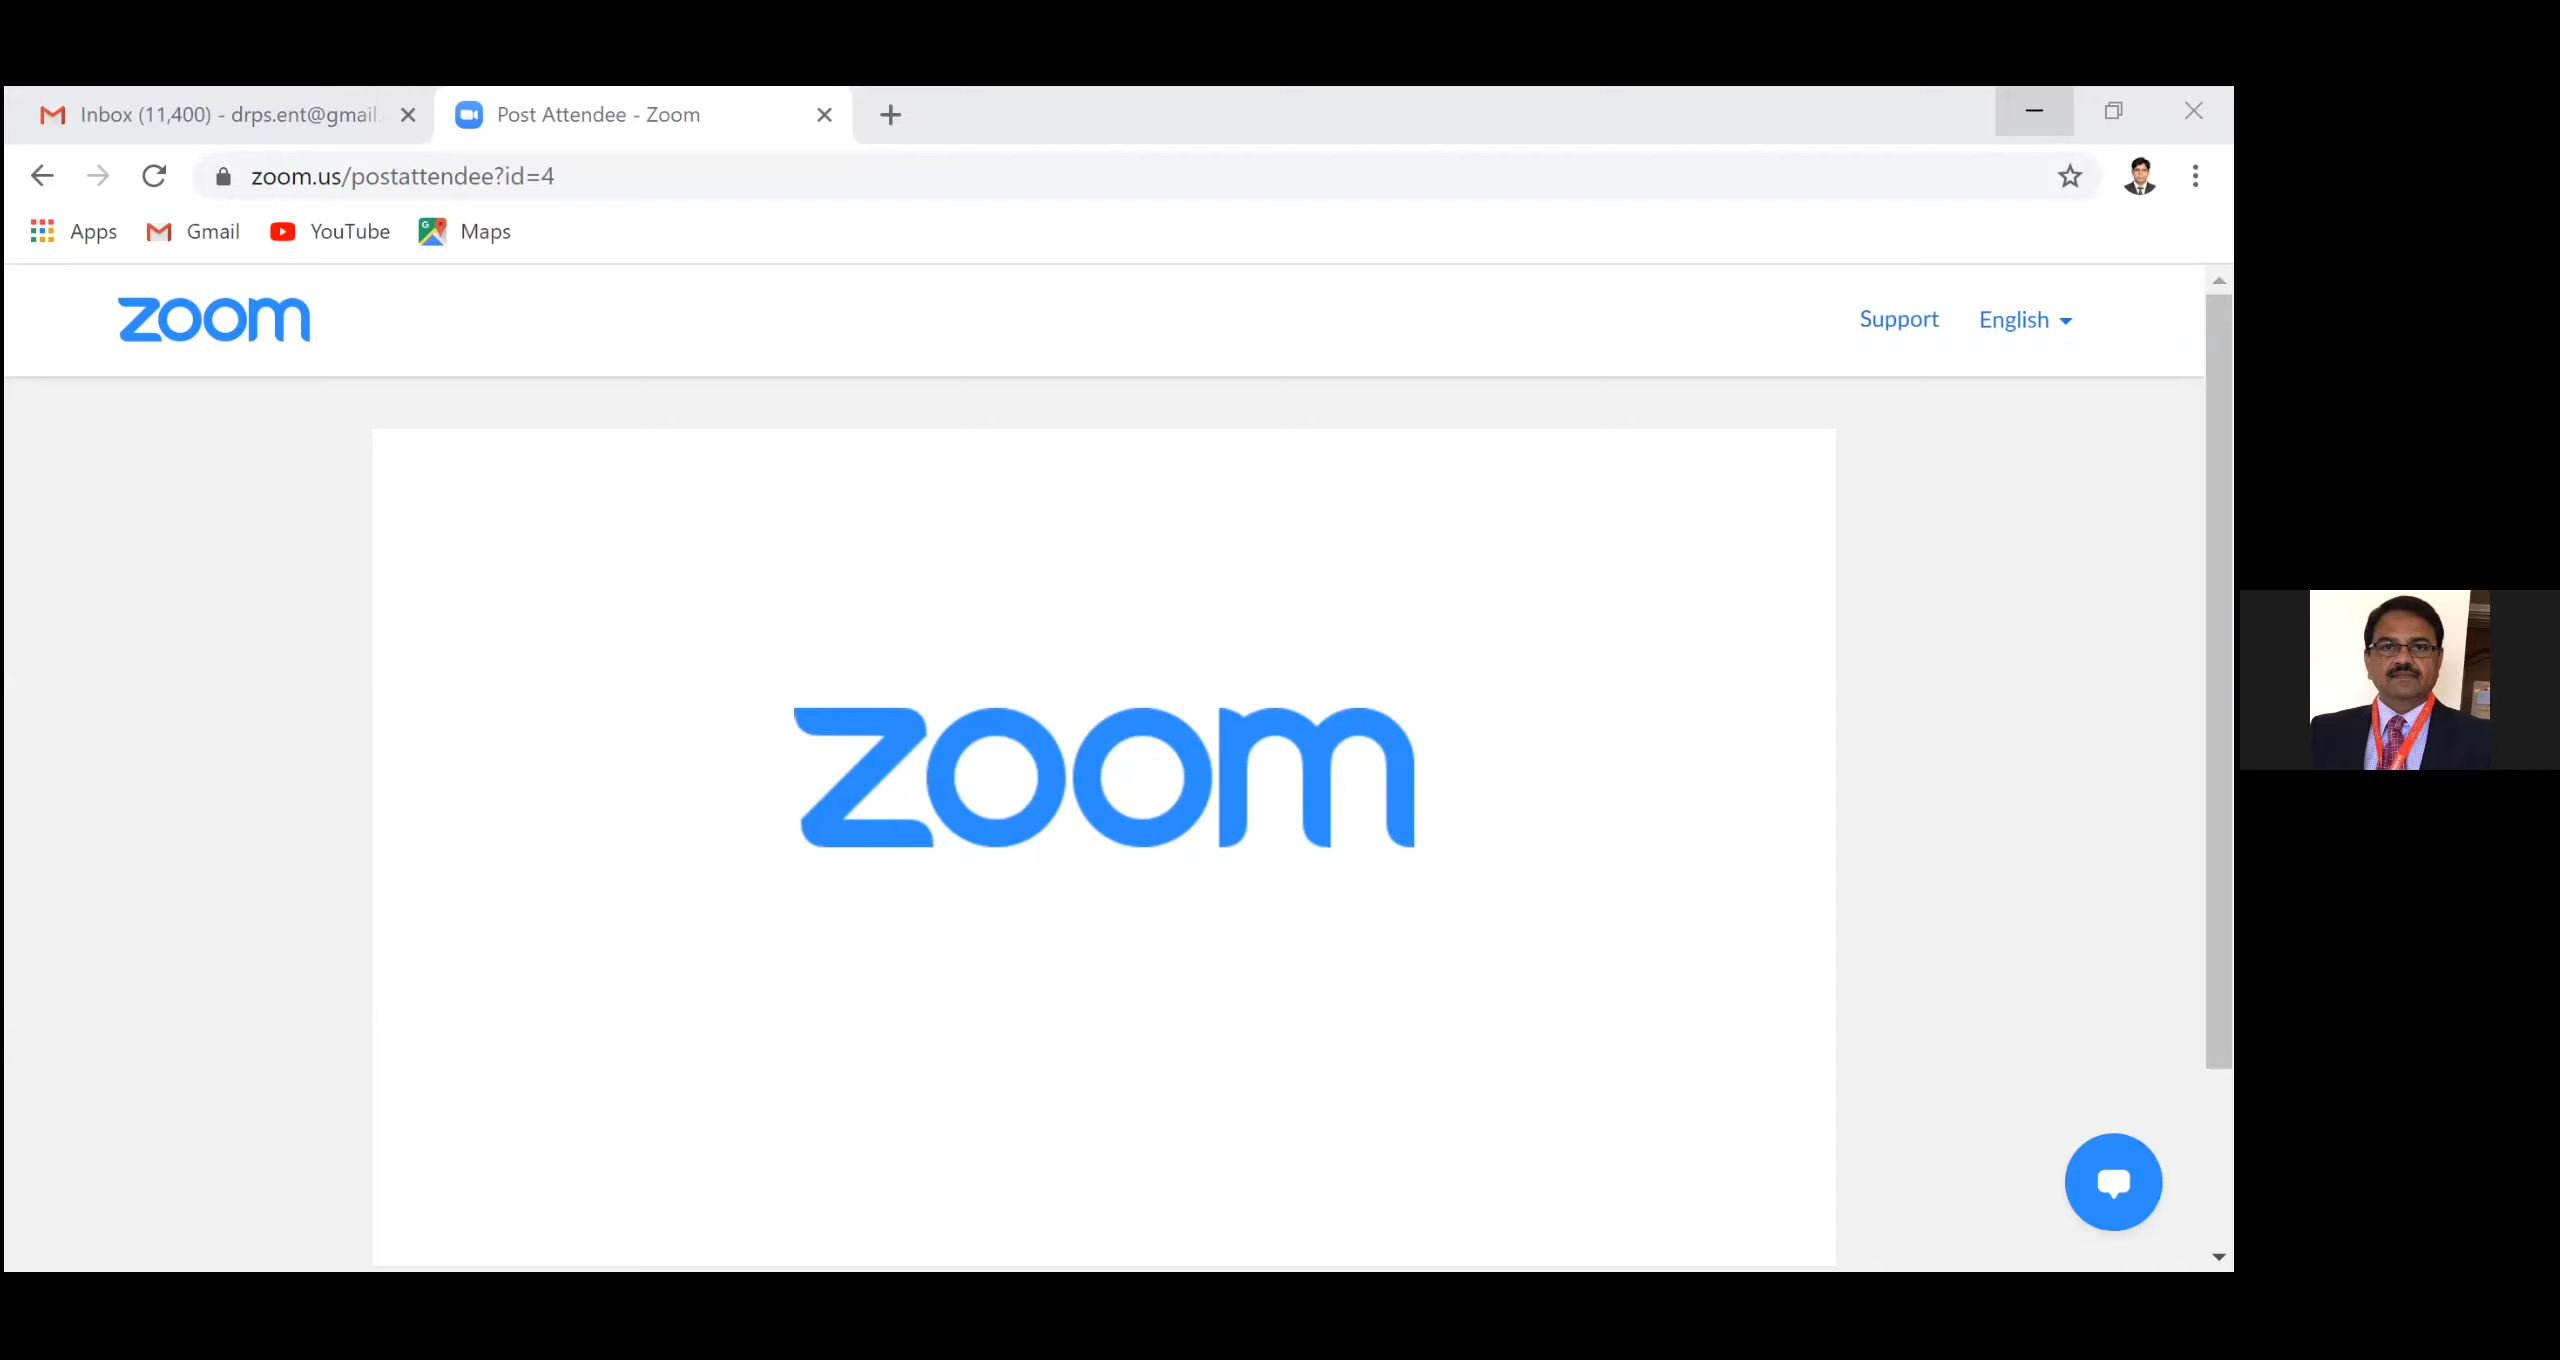 Inbox (11,400) - drps.ent@gmail.
Post Attendee - Zoom
zoom.us/postattendee?id=4
Apps
Gmail
YouTube
Maps
zoom
Support
English
zoom